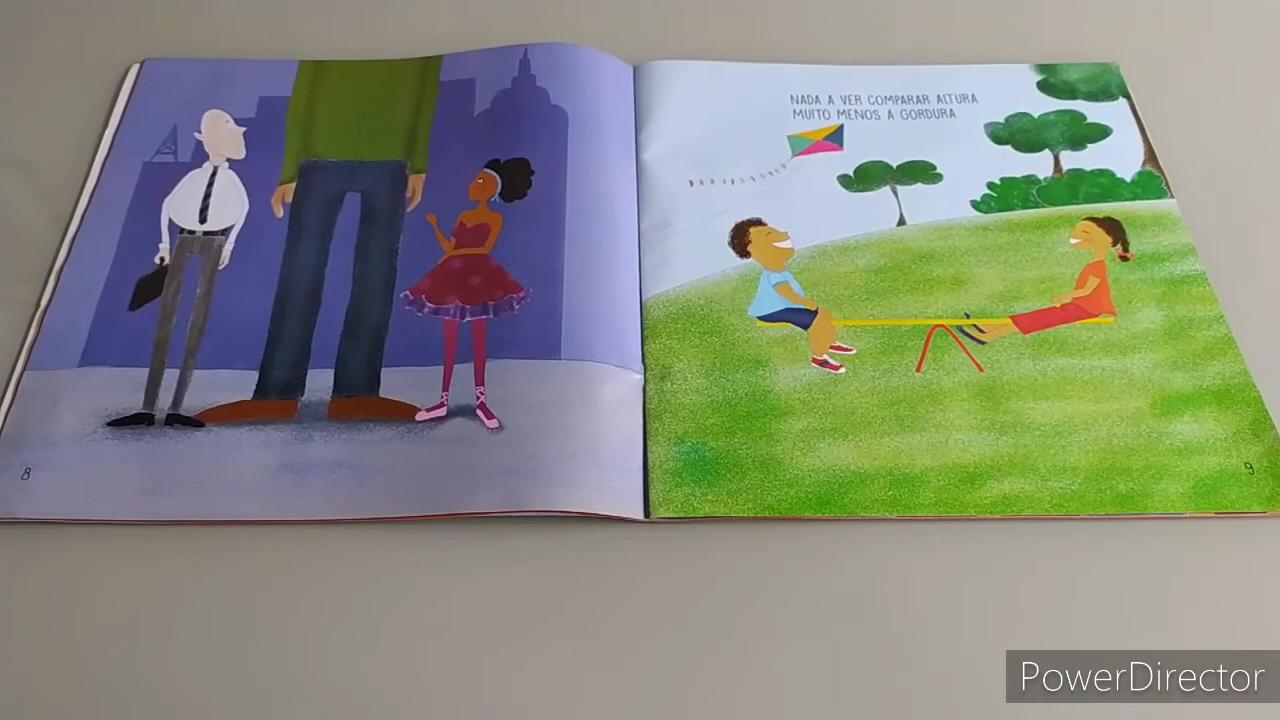 NADA A VER COMPARAR ALTURA
MUITO MENOS A GORDURA
8
9
PowerDirector